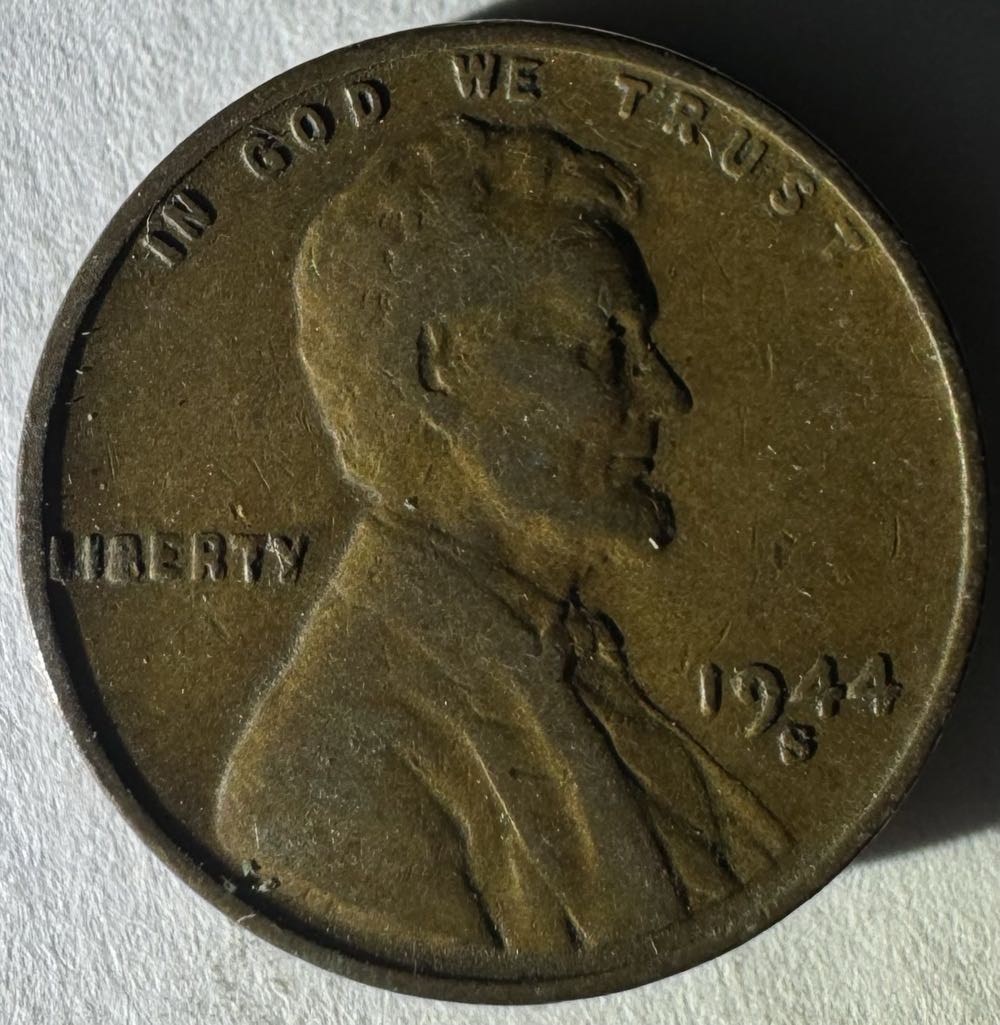 IN GOD WE TRUST
LIBERTY
1944
S